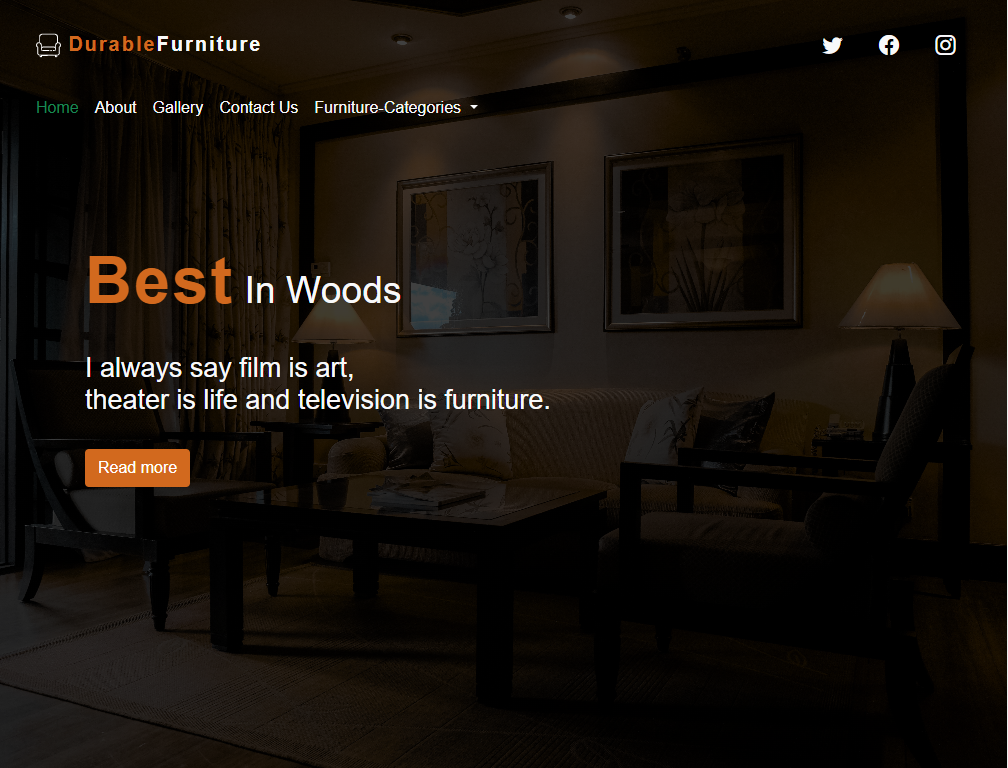 DurableFurniture
Home About Gallery Contact Us Furniture-Categories
Best In Woods
I always say film is art,
theater is life and television is furniture.
Read more